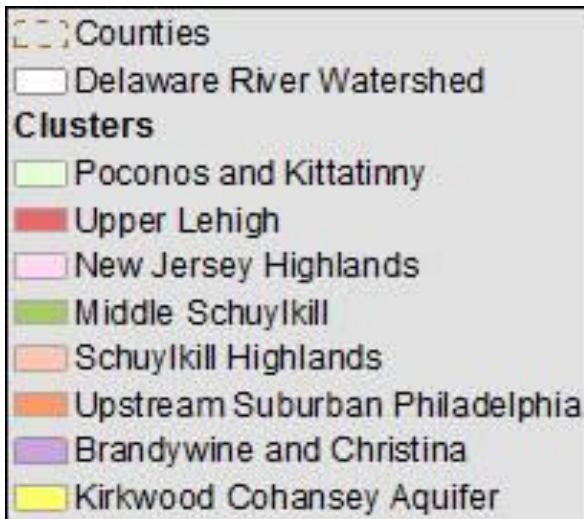 Counties
Delaware River Watershed
Clusters
Poconos and Kittatinny
Upper Lehigh
New Jersey Highlands
Middle Schuylkill
Schuylkill Highlands
Upstream Suburban Philadelphia
Brandywine and Christina
Kirkwood Cohansey Aquifer